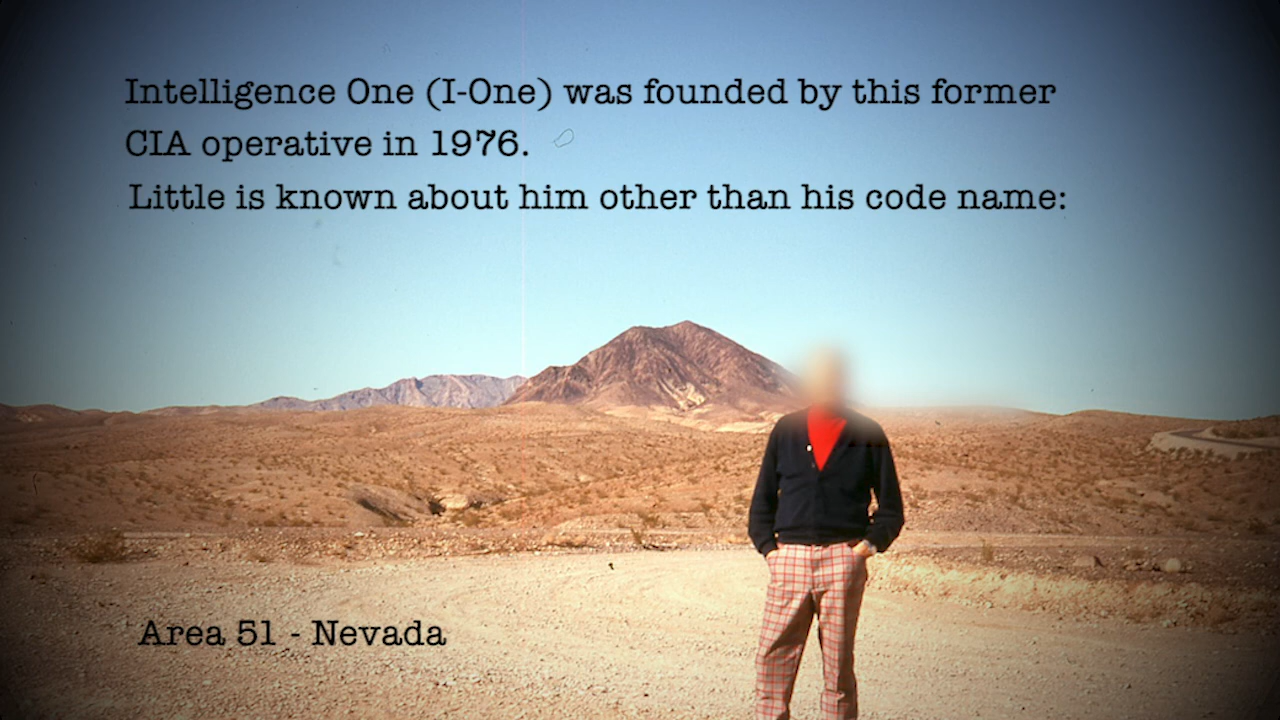 Intelligence One (I-One) was founded by this former
CIA operative in 1976.
Little is known about him other than his code name:
Area 51 - Nevada